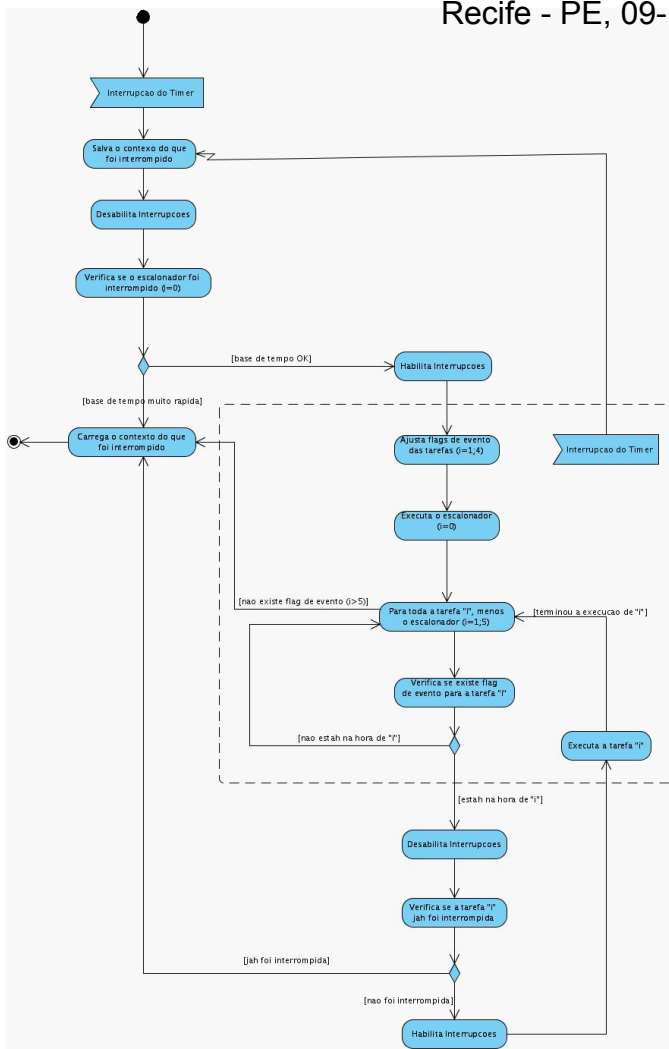 Recife - PE, 09-
Interrupcao do Timer
Salva o contexo do que
foi interrompido
Desabilita Interrupcoes
Verifica se o escalonador foi
interrompido (i=0)
[base de tempo OK]
Habilita Interrupcoes
[base de tempo muito rapida]
Carrega o contexto do que
foi interrompido
Ajusta flags de evento
das tarefas (i=1;4)
Interrupcao do Timer
Executa o escalonador
(i=0)
[nao existe flag de evento (i>5)]
Para toda a tarefa "i", menos
o escalonador (i=1;5)
[terminou a execucao de "i"]
Verifica se existe flag
de evento para a tarefa "i"
[nao estah na hora de "i"]
Executa a tarefa "i"
[estah na hora de "i"]
Desabilita Interrupcoes
Verifica se a tarefa "i"
jah foi interrompida
[jah foi interrompida]
[nao foi interrompida]
Habilita Interrupcoes